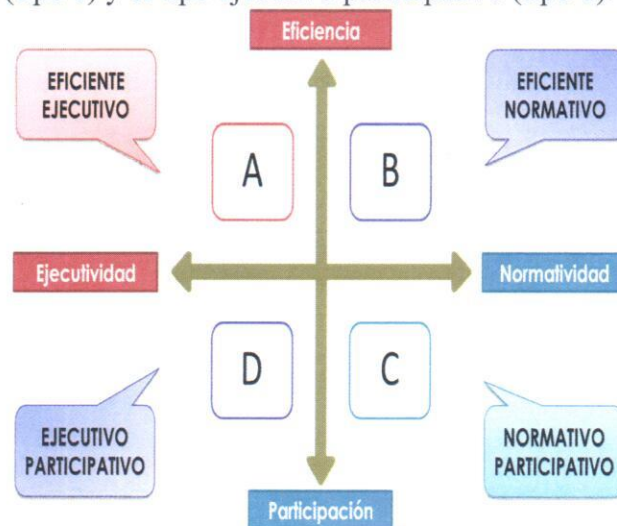 Eficiencia
EFICIENTE
EJECUTIVO
EFICIENTE
NORMATIVO
A
B
Ejecutividad
Normatividad
D
C
EJECUTIVO
PARTICIPATIVO
NORMATIVO
PARTICIPATIVO
Participación